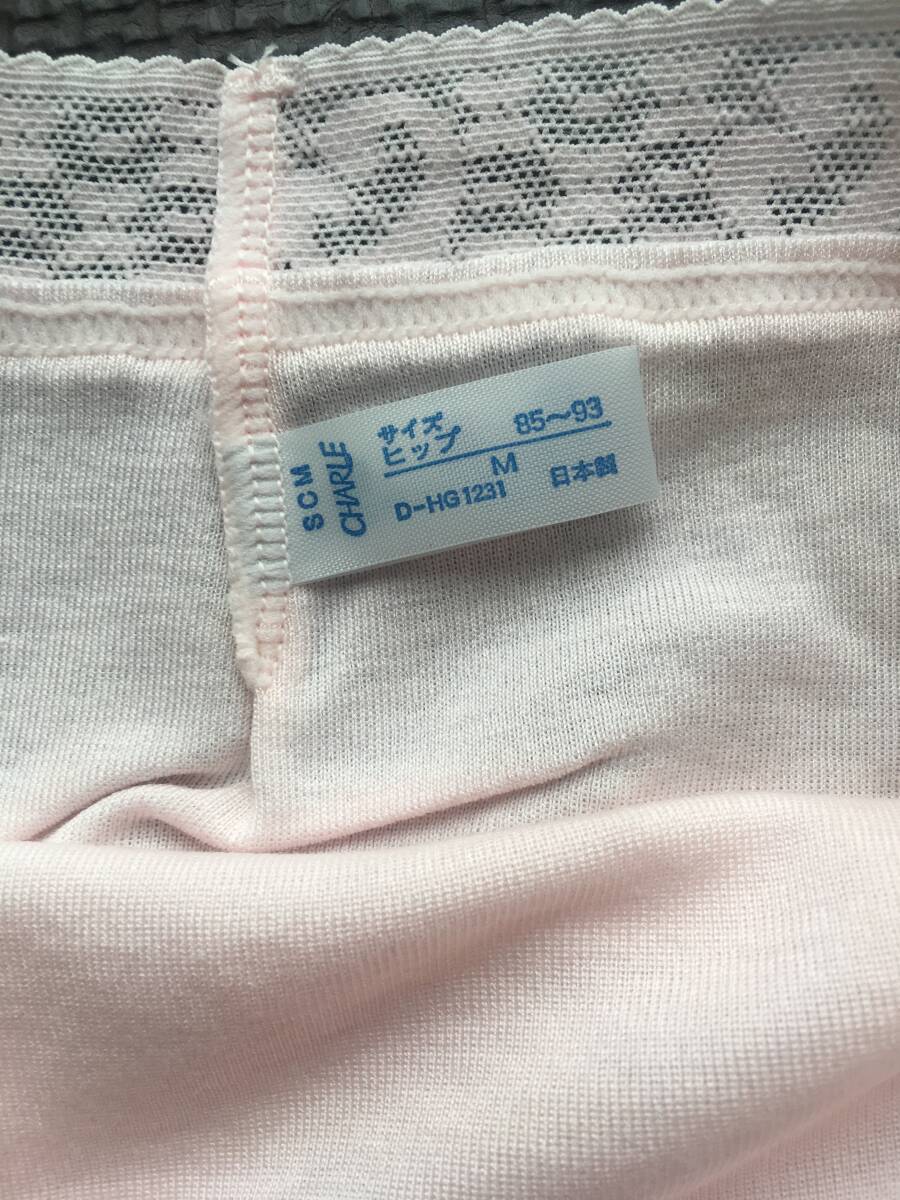 SCM
CHARLE
サイズ
ヒップ 85〜93
M
D-HG1231 日本製